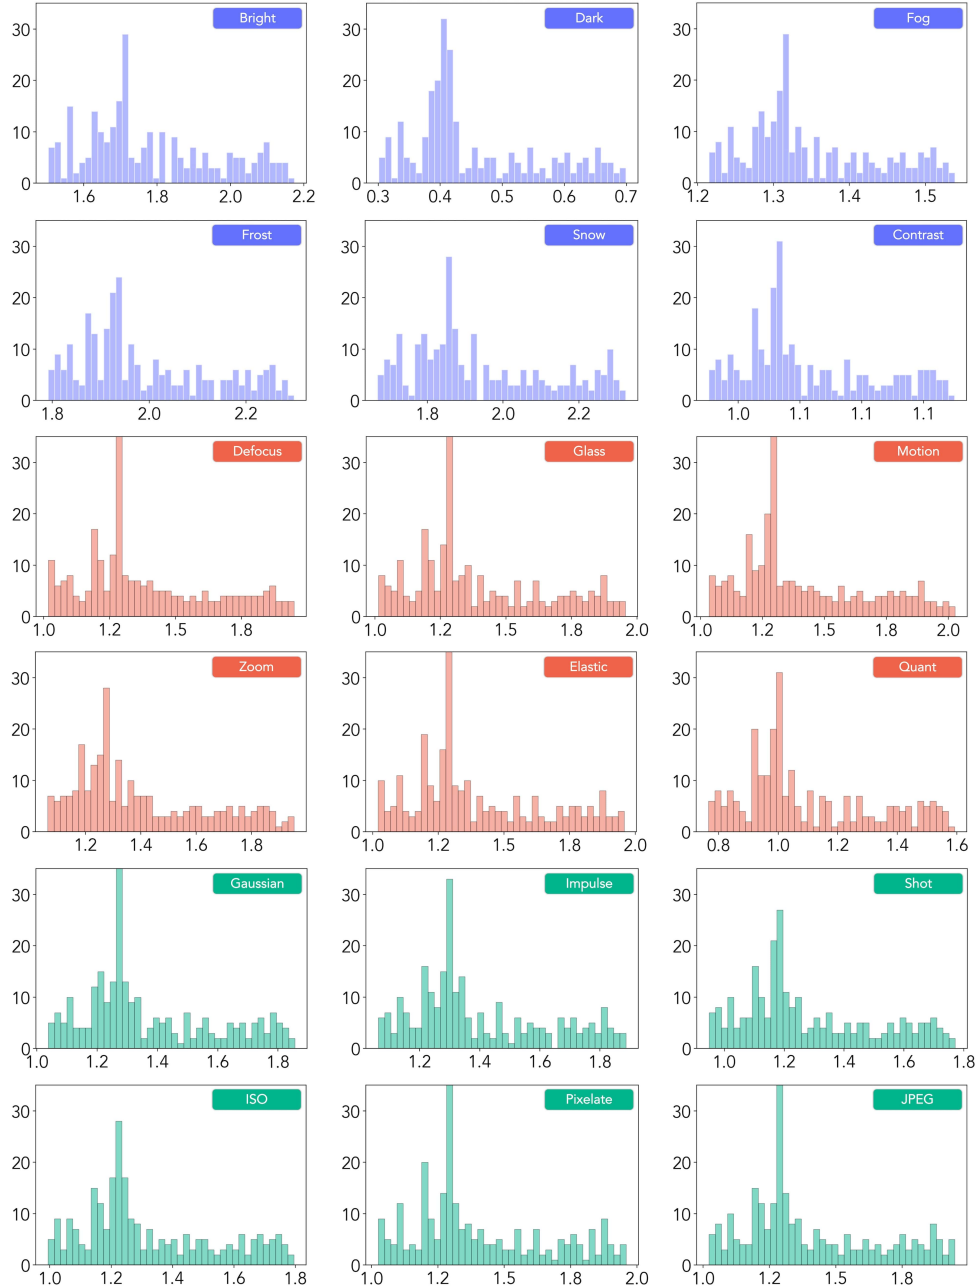 Bright Dark Fog
30 30 30
20 20 20
10 10 10
0 0 0
1.6 1.8 2.0 2.2 0.3 0.4 0.5 0.6 0.7 1.2 1.3 1.4 1.5
Frost Snow Contrast
30 30 30
20 20 20
10 10 10
0 0 0
1.8 2.0 2.2 1.8 2.0 2.2 1.0 1.1 1.1 1.1
Defocus Glass Motion
30 30 30
20 20 20
10 10 10
0 0 0
1.0 1.2 1.5 1.8 1.0 1.2 1.5 1.8 2.0 1.0 1.2 1.5 1.8 2.0
Zoom Elastic Quant
30 30 30
20 20 20
10 10 10
0 0 0
1.2 1.4 1.6 1.8 1.0 1.2 1.5 1.8 2.0 0.8 1.0 1.2 1.4 1.6
Gaussian Impulse Shot
30 30 30
20 20 20
10 10 10
0 0 0
1.0 1.2 1.4 1.6 1.8 1.2 1.4 1.6 1.8 1.0 1.2 1.4 1.6 1.8
ISO Pixelate JPEG
30 30 30
20 20 20
10 10 10
0 0 0
1.0 1.2 1.4 1.6 1.8 1.0 1.2 1.5 1.8 2.0 1.0 1.2 1.4 1.6 1.8